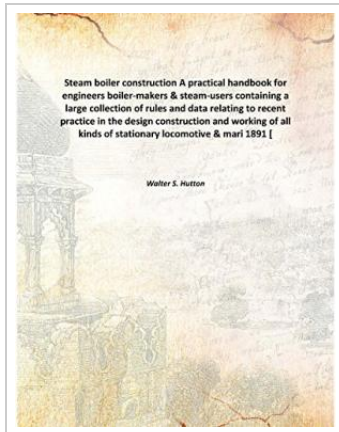 Steam boiler construction A practical handbook for
engineers boiler-makers & steam-users containing a
large collection of rules and data relating to recent
practice in the design construction and working of all
kinds of stationary locomotive & mari 1891 [
Walter S. Hutton